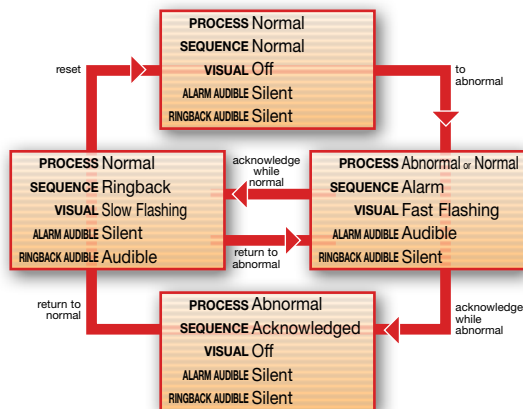 PROCESS Normal
SEQUENCE Normal
VISUAL Off
ALARM AUDIBLE Silent
RINGBACK AUDIBLE Silent
reset
to
abnormal
PROCESS Normal
SEQUENCE Ringback
VISUAL Slow Flashing
ALARM AUDIBLE Silent
RINGBACK AUDIBLE Audible
acknowledge
while
normal
return to
abnormal
PROCESS Abnormal or Normal
SEQUENCE Alarm
VISUAL Fast Flashing
ALARM AUDIBLE Audible
RINGBACK AUDIBLE Silent
return to
normal
PROCESS Abnormal
SEQUENCE Acknowledged
VISUAL Off
ALARM AUDIBLE Silent
RINGBACK AUDIBLE Silent
acknowledge
while
abnormal